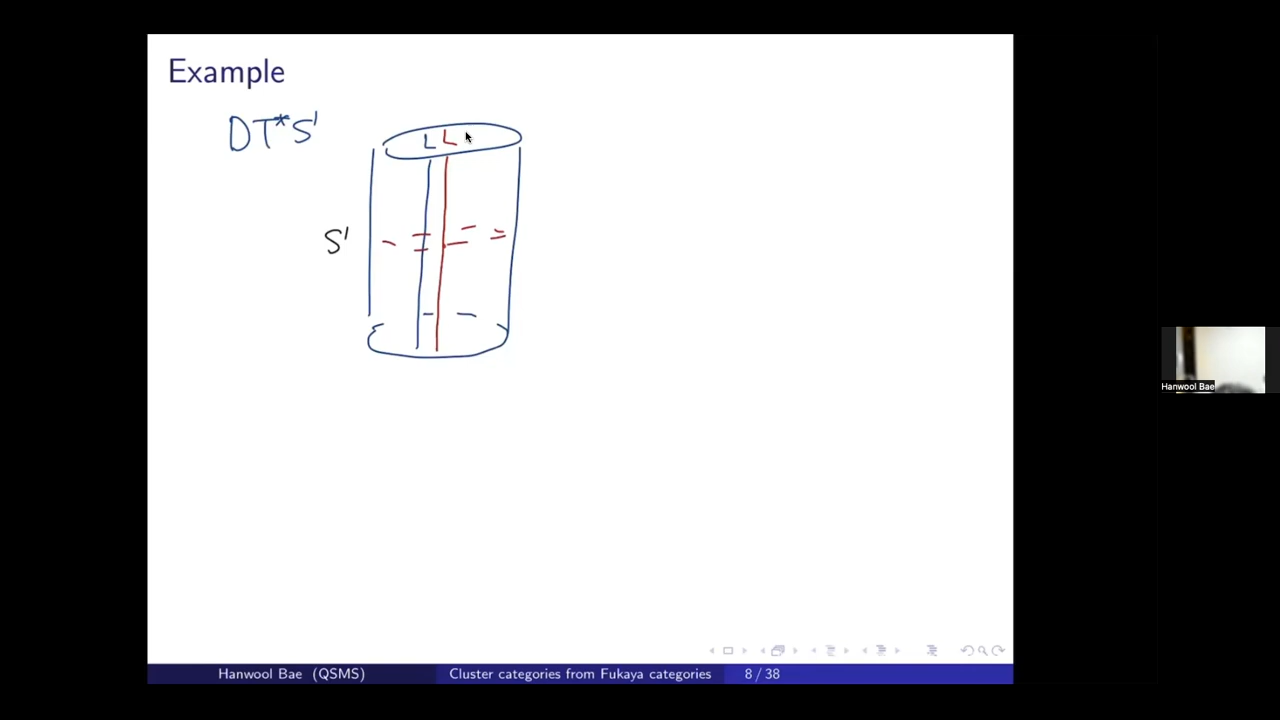 Example
DT*S¹
L L
S¹
Hanwool Bae
Hanwool Bae (QSMS) Cluster categories from Fukaya categories 8 / 38